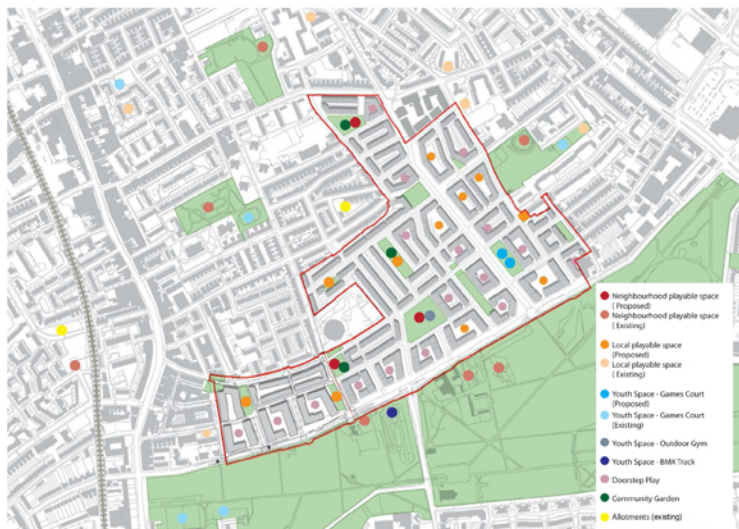 Neighbourhood playable space
( Proposed)
Neighbourhood playable space
( Existing)
Local playable space
(Proposed)
Local playable space
( Existing)
Youth Space - Games Court
(Proposed)
Youth Space - Games Court
(Existing)
Youth Space - Outdoor Gym
Youth Space - BMX Track
Doorstep Play
Community Garden
Allotments (existing)